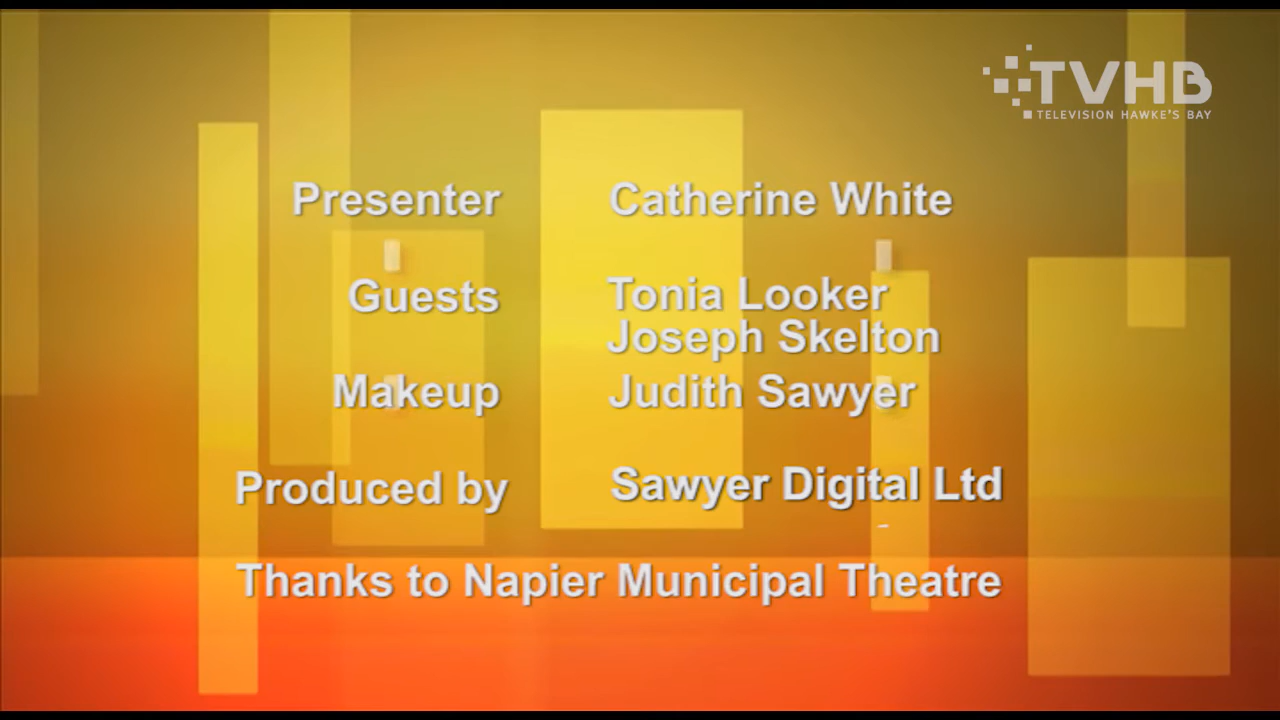 TVHB
TELEVISION HAWKE'S BAY
Presenter Catherine White
Guests Tonia Looker
Joseph Skelton
Makeup Judith Sawyer
Produced by Sawyer Digital Ltd
Thanks to Napier Municipal Theatre